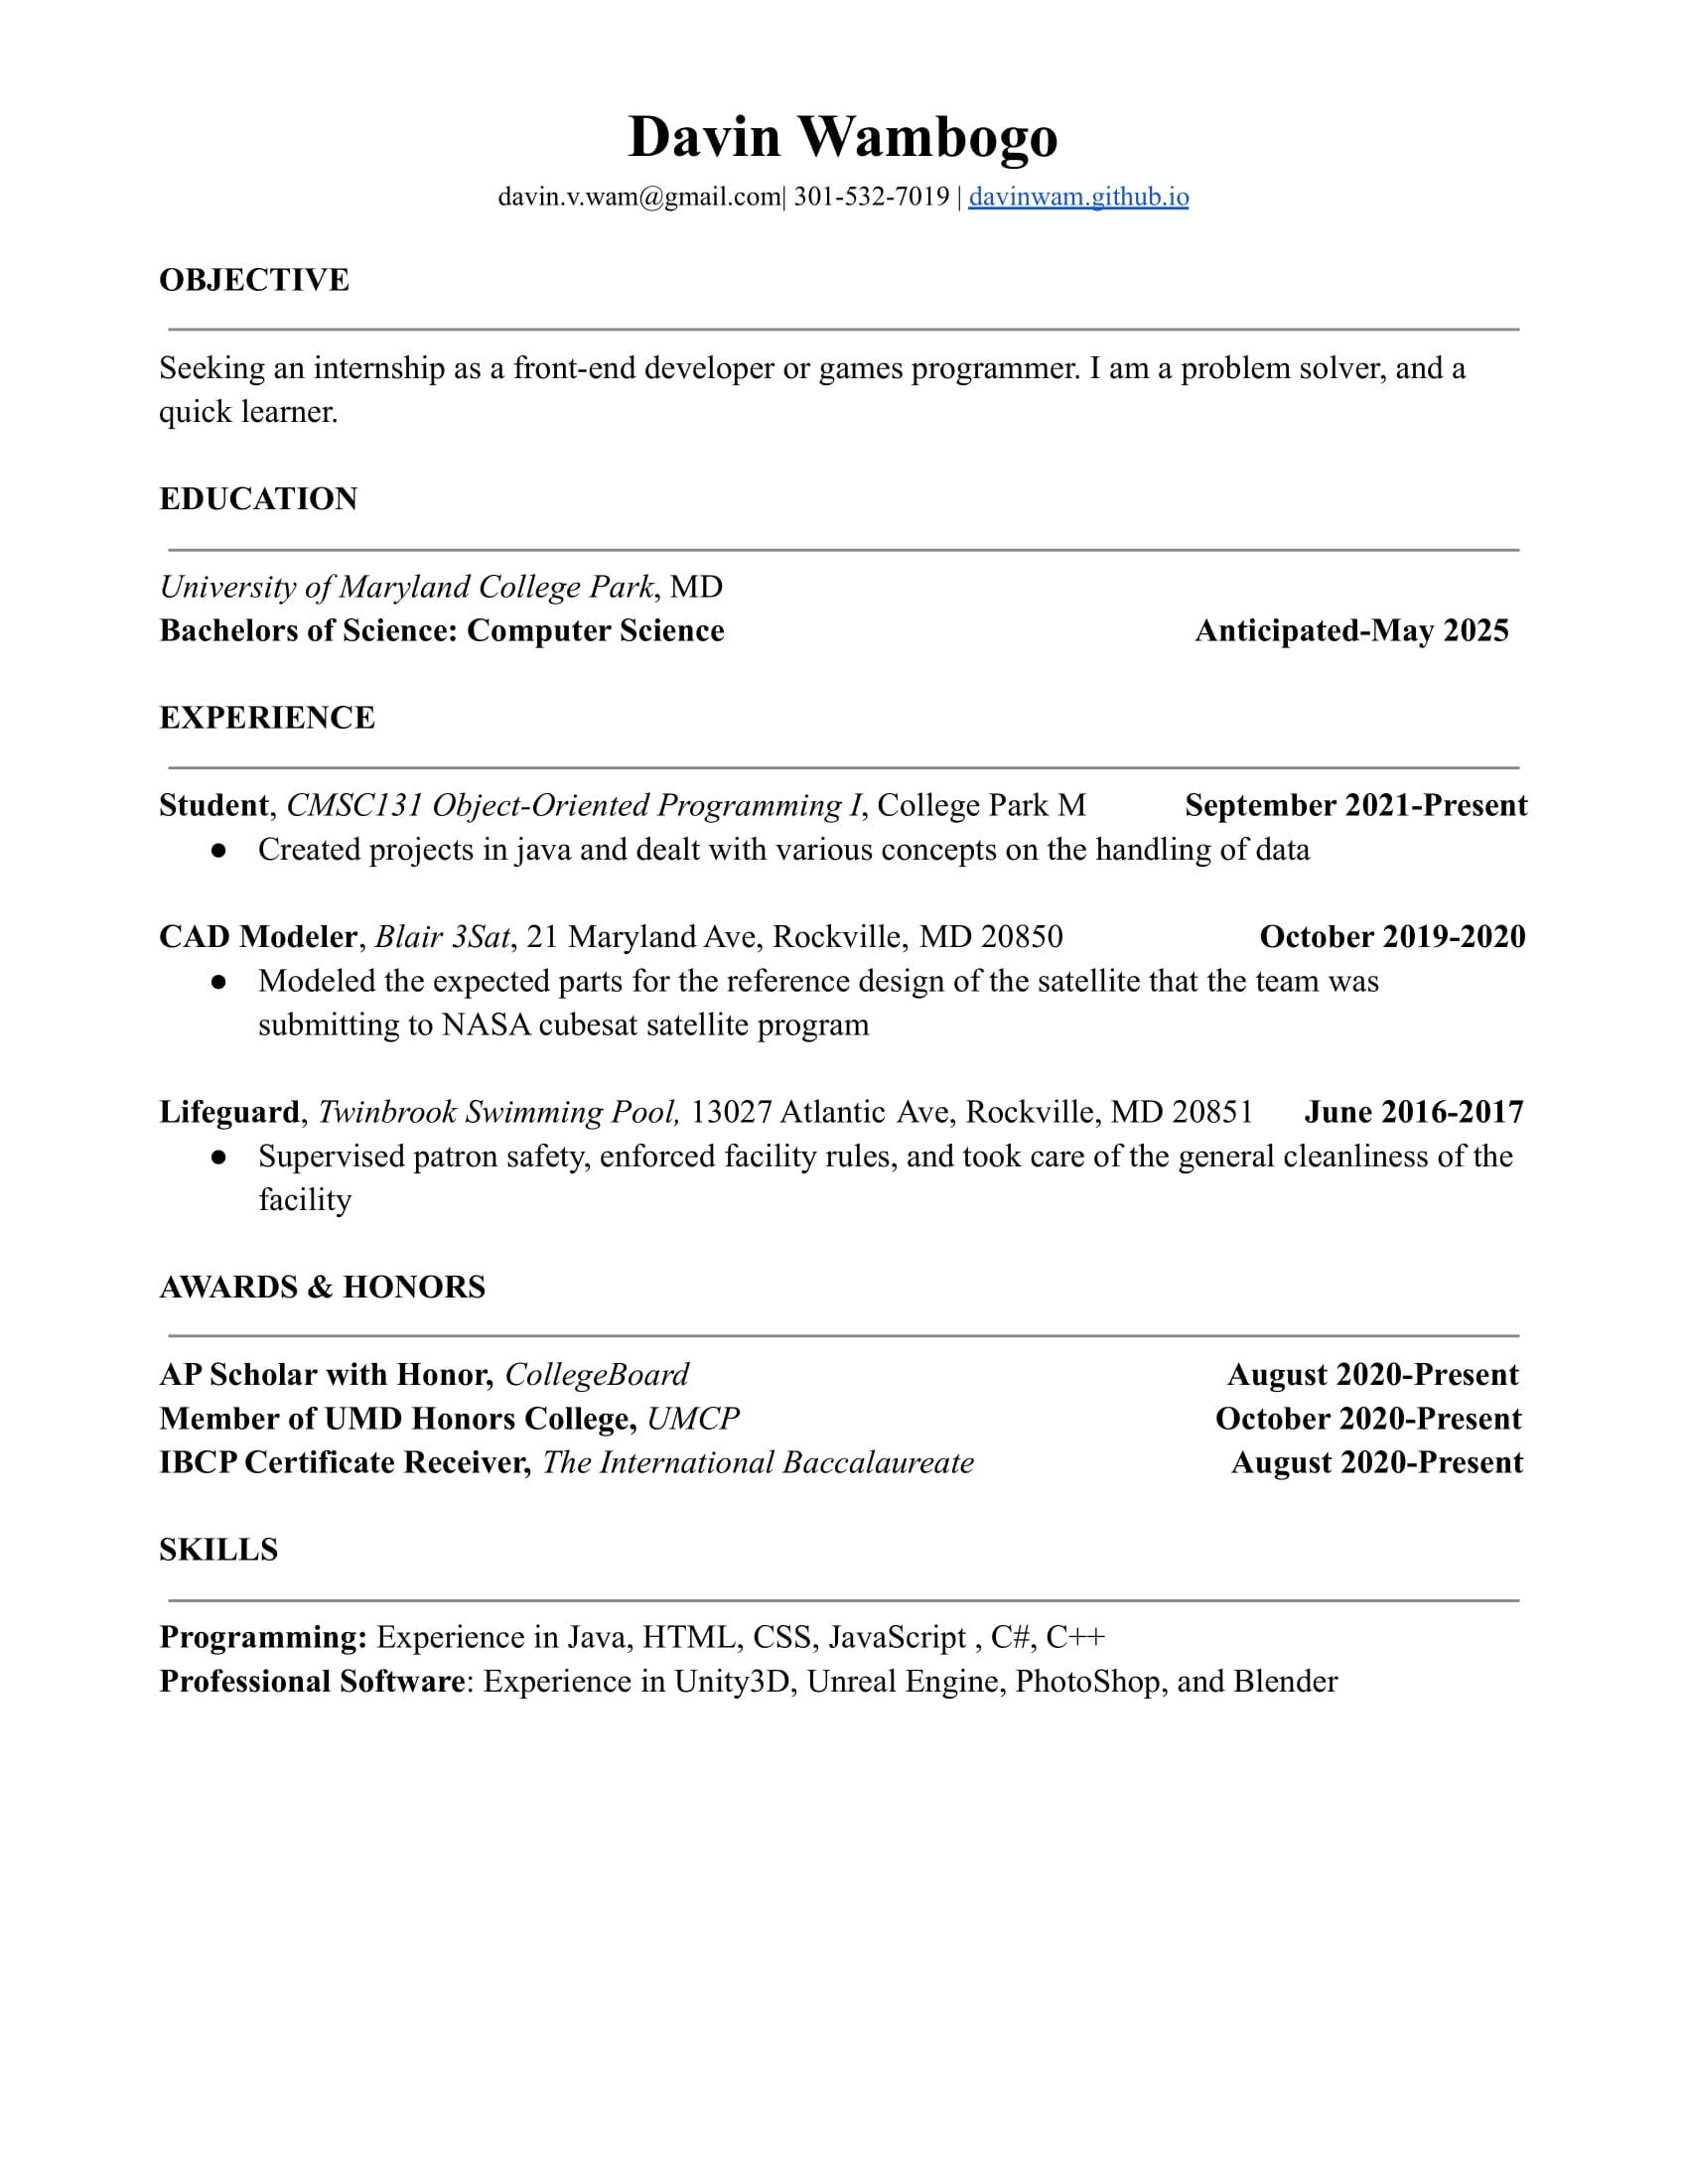 Davin Wambogo
davin.v.wam@gmail.com| 301-532-7019 | davinwam.github.io
OBJECTIVE
Seeking an internship as a front-end developer or games programmer. I am a problem solver, and a
quick learner.
EDUCATION
University of Maryland College Park, MD
Bachelors of Science: Computer Science Anticipated-May 2025
EXPERIENCE
Student, CMSC131 Object-Oriented Programming I, College Park M September 2021-Present
● Created projects in java and dealt with various concepts on the handling of data
CAD Modeler, Blair 3Sat, 21 Maryland Ave, Rockville, MD 20850 October 2019-2020
● Modeled the expected parts for the reference design of the satellite that the team was
submitting to NASA cubesat satellite program
Lifeguard, Twinbrook Swimming Pool, 13027 Atlantic Ave, Rockville, MD 20851 June 2016-2017
● Supervised patron safety, enforced facility rules, and took care of the general cleanliness of the
facility
AWARDS & HONORS
AP Scholar with Honor, CollegeBoard August 2020-Present
Member of UMD Honors College, UMCP October 2020-Present
IBCP Certificate Receiver, The International Baccalaureate August 2020-Present
SKILLS
Programming: Experience in Java, HTML, CSS, JavaScript , C#, C++
Professional Software: Experience in Unity3D, Unreal Engine, PhotoShop, and Blender